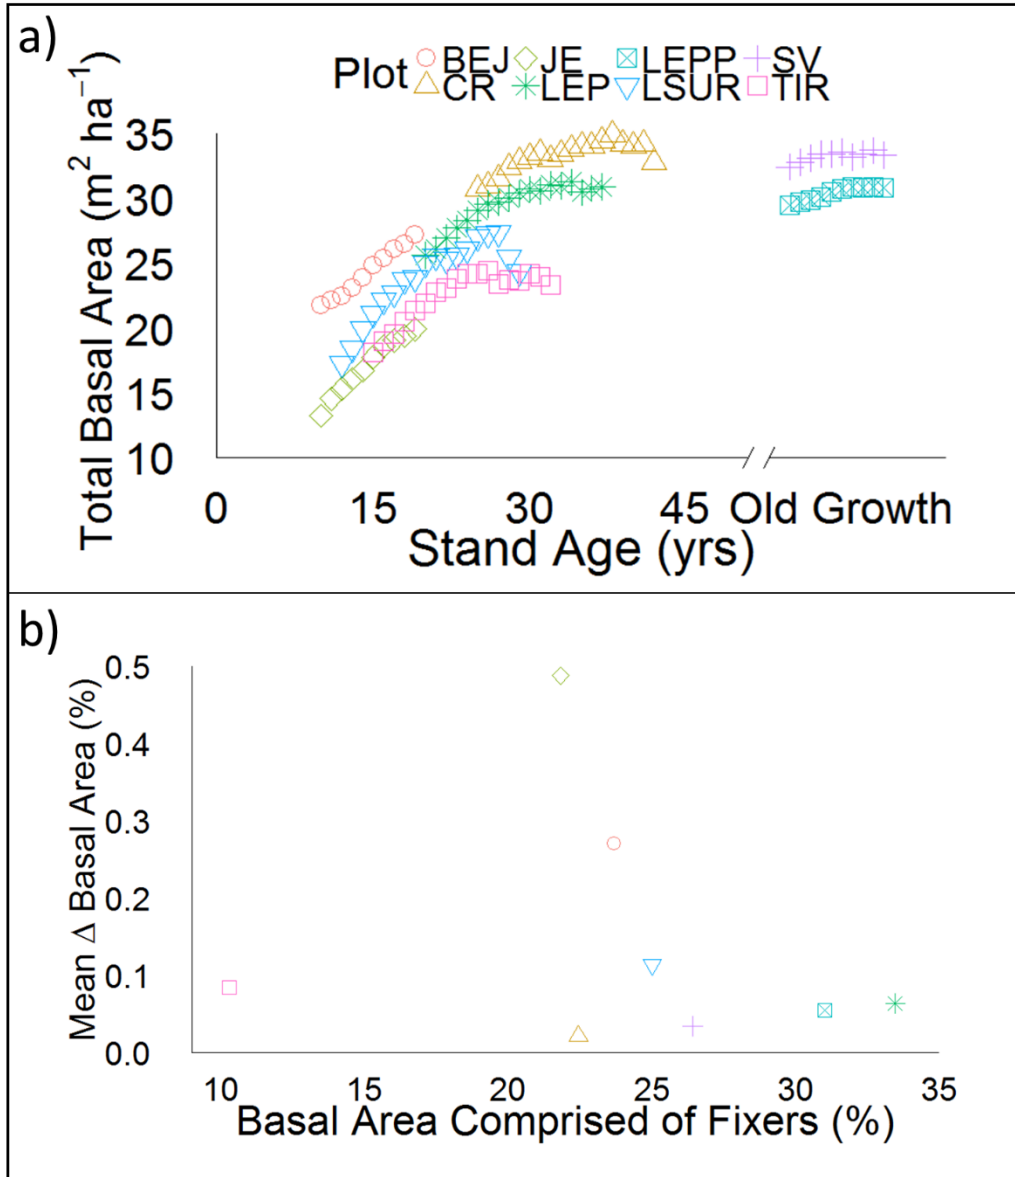 a)
Plot BEJ JE LEPP SV
CR LEP LSUR TIR
Total Basal Area (m² ha⁻¹)
35
30
25
20
15
10
0 15 30 45 Old Growth
Stand Age (yrs)
b)
Mean Δ Basal Area (%)
0.5
0.4
0.3
0.2
0.1
0.0
10 15 20 25 30 35
Basal Area Comprised of Fixers (%)